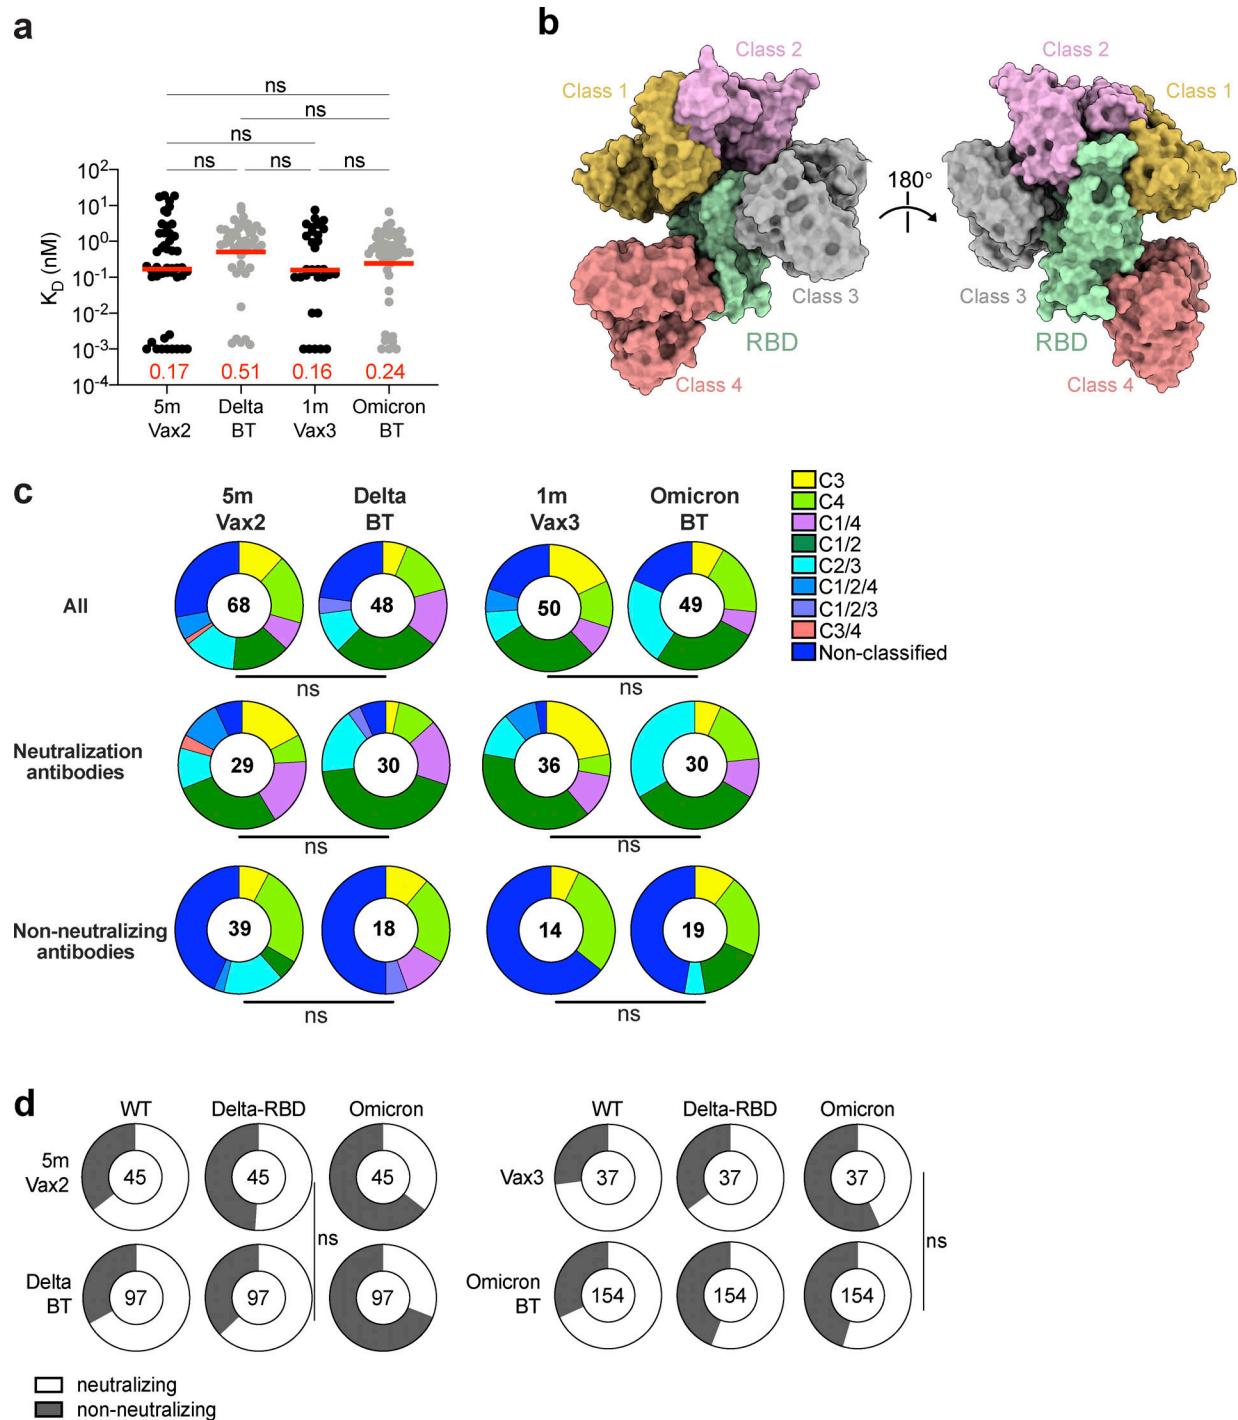 a
ns
ns
ns
ns ns ns
10²
10¹
10⁰
10⁻¹
10⁻²
10⁻³
10⁻⁴
K_D (nM)
0.17 0.51 0.16 0.24
5m Delta 1m Omicron
Vax2 BT Vax3 BT
b
Class 2
Class 1
Class 3
RBD
Class 4
180°
Class 2
Class 1
Class 3
RBD
Class 4
c
5m Delta 1m Omicron
Vax2 BT Vax3 BT
C3
C4
C1/4
C1/2
C2/3
C1/2/4
C1/2/3
C3/4
Non-classified
All
68 48 50 49
ns ns
Neutralization
antibodies
29 30 36 30
ns ns
Non-neutralizing
antibodies
39 18 14 19
ns ns
d
WT Delta-RBD Omicron
5m
Vax2
45 45 45
ns
Delta
BT
97 97 97
WT Delta-RBD Omicron
Vax3
37 37 37
ns
Omicron
BT
154 154 154
neutralizing
non-neutralizing